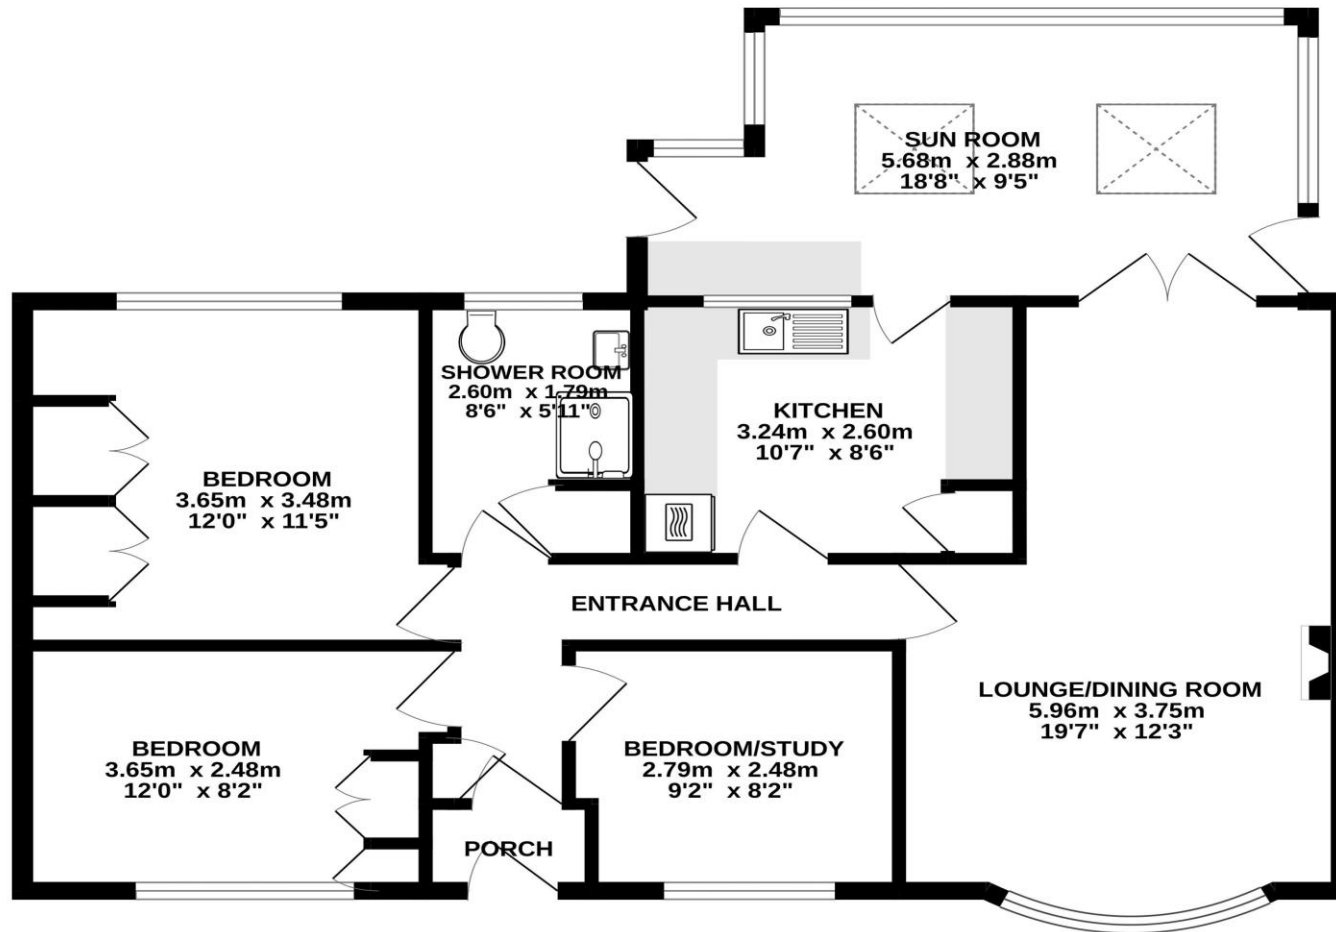 SUN ROOM
5.68m x 2.88m
18'8" x 9'5"
SHOWER ROOM
2.60m x 1.79m
8'6" x 5'11"
KITCHEN
3.24m x 2.60m
10'7" x 8'6"
BEDROOM
3.65m x 3.48m
12'0" x 11'5"
ENTRANCE HALL
LOUNGE/DINING ROOM
5.96m x 3.75m
19'7" x 12'3"
BEDROOM
3.65m x 2.48m
12'0" x 8'2"
BEDROOM/STUDY
2.79m x 2.48m
9'2" x 8'2"
PORCH